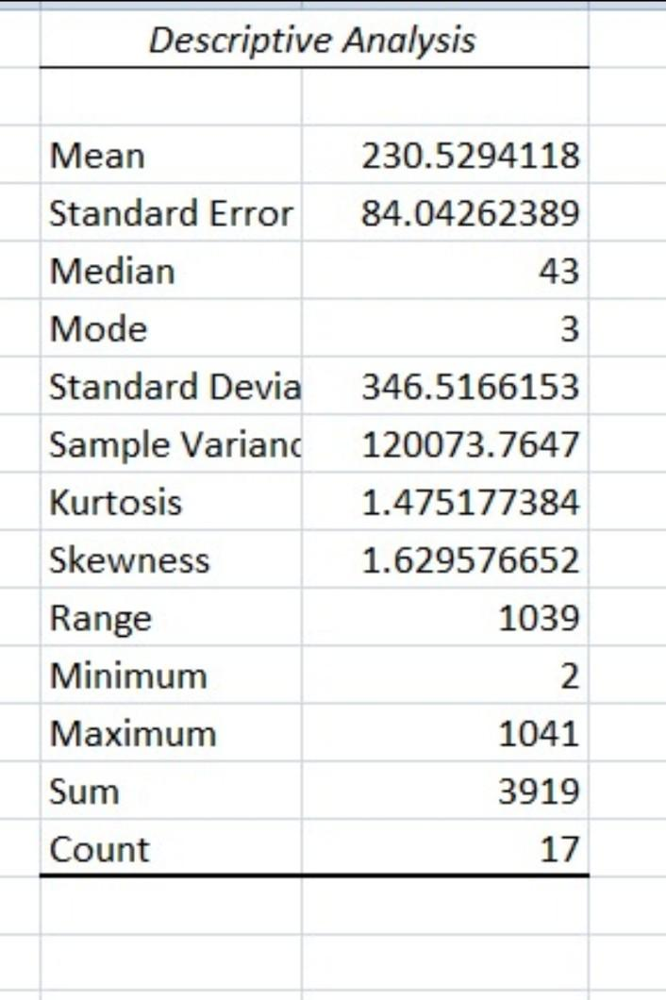 Descriptive Analysis
Mean 230.5294118
Standard Error 84.04262389
Median 43
Mode 3
Standard Devia 346.5166153
Sample Varianc 120073.7647
Kurtosis 1.475177384
Skewness 1.629576652
Range 1039
Minimum 2
Maximum 1041
Sum 3919
Count 17